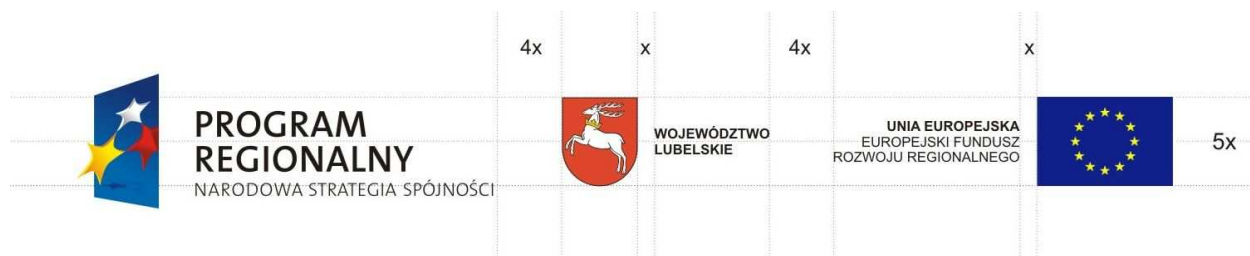 4x
x
4x
x
PROGRAM
REGIONALNY
NARODOWA STRATEGIA SPÓJNOŚCI
WOJEWÓDZTWO
LUBELSKIE
UNIA EUROPEJSKA
EUROPEJSKI FUNDUSZ
ROZWOJU REGIONALNEGO
5x